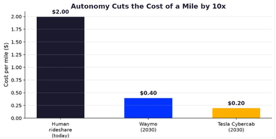 Autonomy Cuts the Cost of a Mile by 10x
$2.00
$0.40
$0.20
Cost per mile ($)
2.00
1.75
1.50
1.25
1.00
0.75
0.50
0.25
0.00
Human
rideshare
(today)
Waymo
(2030)
Tesla Cybercab
(2030)